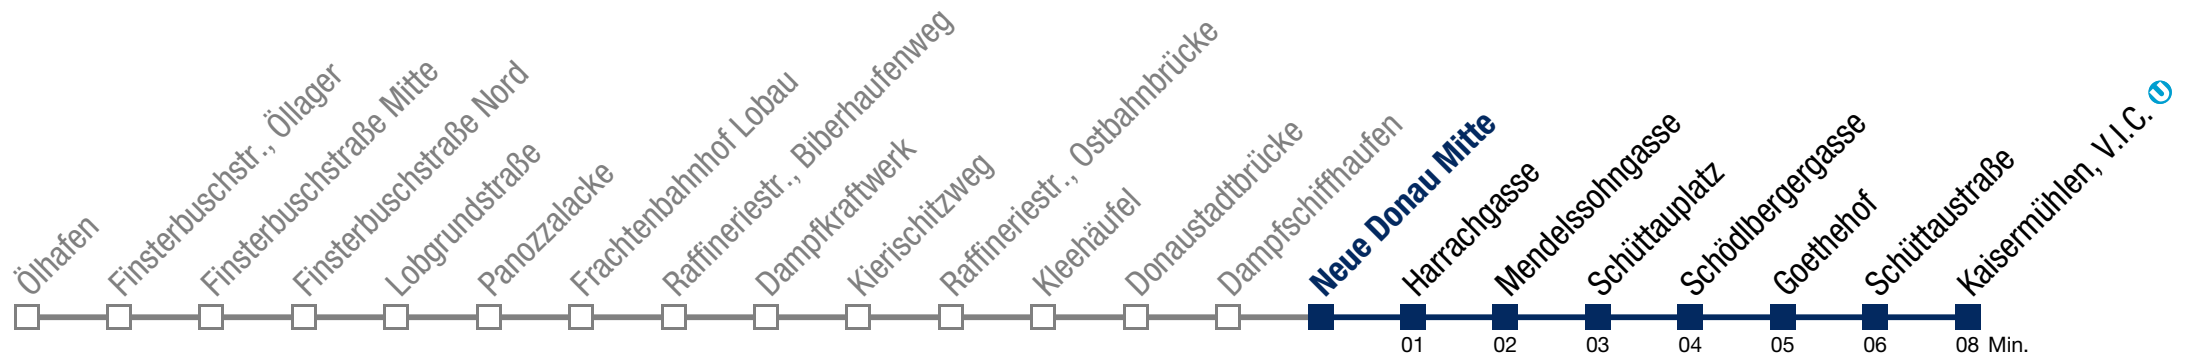 Ölhafen
Finsterbuschstr., Öllager
Finsterbuchstraße Mitte
Finsterbuschstraße Nord
Lobgrundstraße
Panozzalacke
Frachtenbahnhof Lobau
Raffineriestr., Biberhaufenweg
Dampfkraftwerk
Kierischitzweg
Raffineriestr., Ostbahnbrücke
Kleehäufel
Donaustadtbrücke
Dampfschiffhaufen
Neue Donau Mitte
Harrachgasse
Mendelssohngasse
Schüttauplatz
Schödlbergergasse
Goethehof
Schüttaustraße
Kaisermühlen, V.I.C. U
01 02 03 04 05 06 08 Min.